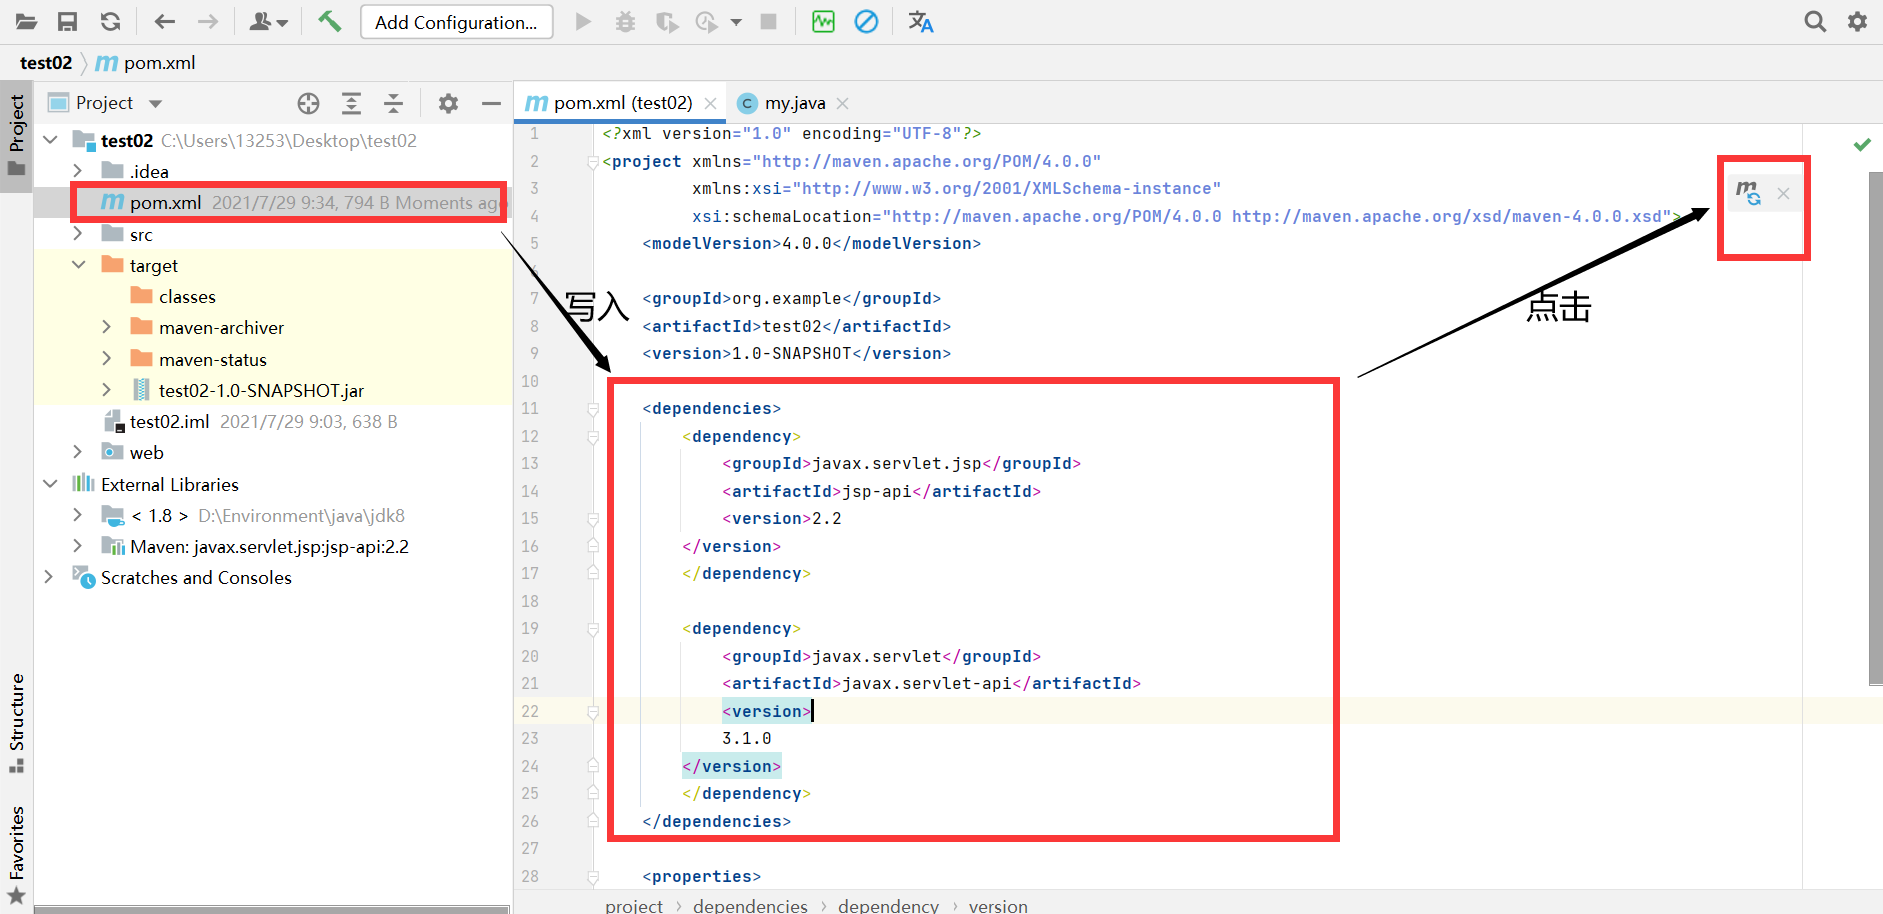 Add Configuration...
test02
pom.xml
Project
pom.xml (test02)
my.java
Project
Structure
Favorites
test02 C:\Users\13253\Desktop\test02
.idea
pom.xml 2021/7/29 9:34, 794 B Moments ago
src
target
classes
maven-archiver
maven-status
test02-1.0-SNAPSHOT.jar
test02.iml 2021/7/29 9:03, 638 B
web
External Libraries
< 1.8 > D:\Environment\java\jdk8
Maven: javax.servlet.jsp:jsp-api:2.2
Scratches and Consoles
写入
点击
1 <?xml version="1.0" encoding="UTF-8"?>
2 <project xmlns="http://maven.apache.org/POM/4.0.0"
3 xmlns:xsi="http://www.w3.org/2001/XMLSchema-instance"
4 xsi:schemaLocation="http://maven.apache.org/POM/4.0.0 http://maven.apache.org/xsd/maven-4.0.0.xsd">
5 <modelVersion>4.0.0</modelVersion>
6
7 <groupId>org.example</groupId>
8 <artifactId>test02</artifactId>
9 <version>1.0-SNAPSHOT</version>
10
11 <dependencies>
12 <dependency>
13 <groupId>javax.servlet.jsp</groupId>
14 <artifactId>jsp-api</artifactId>
15 <version>2.2
16 </version>
17 </dependency>
18
19 <dependency>
20 <groupId>javax.servlet</groupId>
21 <artifactId>javax.servlet-api</artifactId>
22 <version>
23 3.1.0
24 </version>
25 </dependency>
26 </dependencies>
27
28 <properties>
project › dependencies › dependency › version